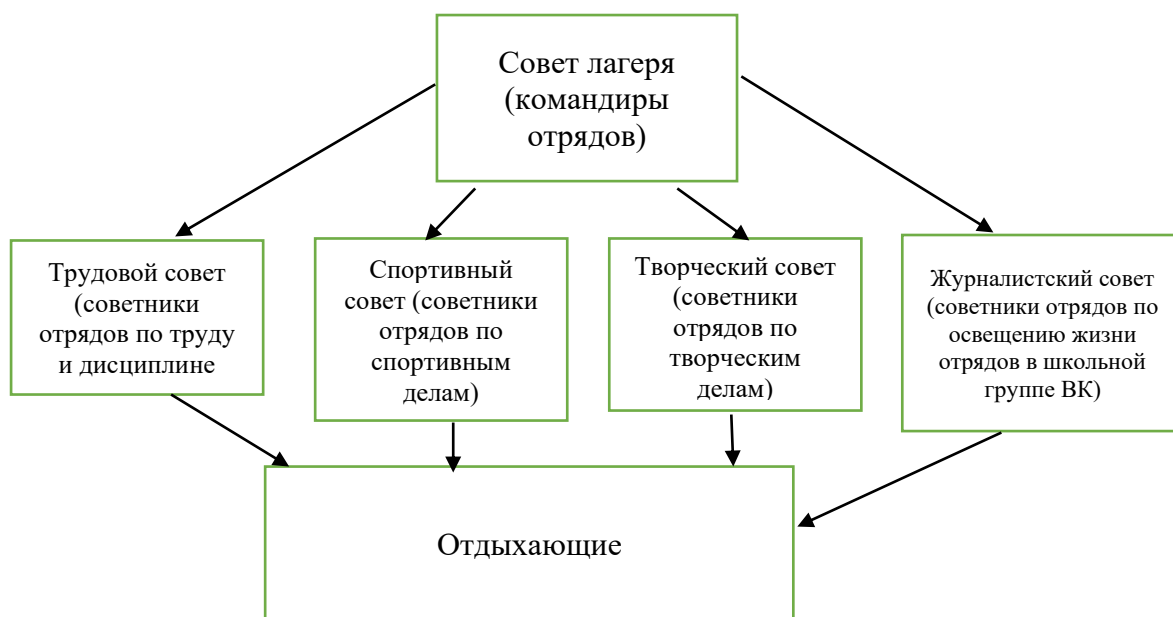 Совет лагеря
(командиры
отрядов)
Трудовой совет
(советники
отрядов по труду
и дисциплине
Спортивный
совет (советники
отрядов по
спортивным
делам)
Творческий совет
(советники
отрядов по
творческим
делам)
Журналистский совет
(советники отрядов по
освещению жизни
отрядов в школьной
группе ВК)
Отдыхающие